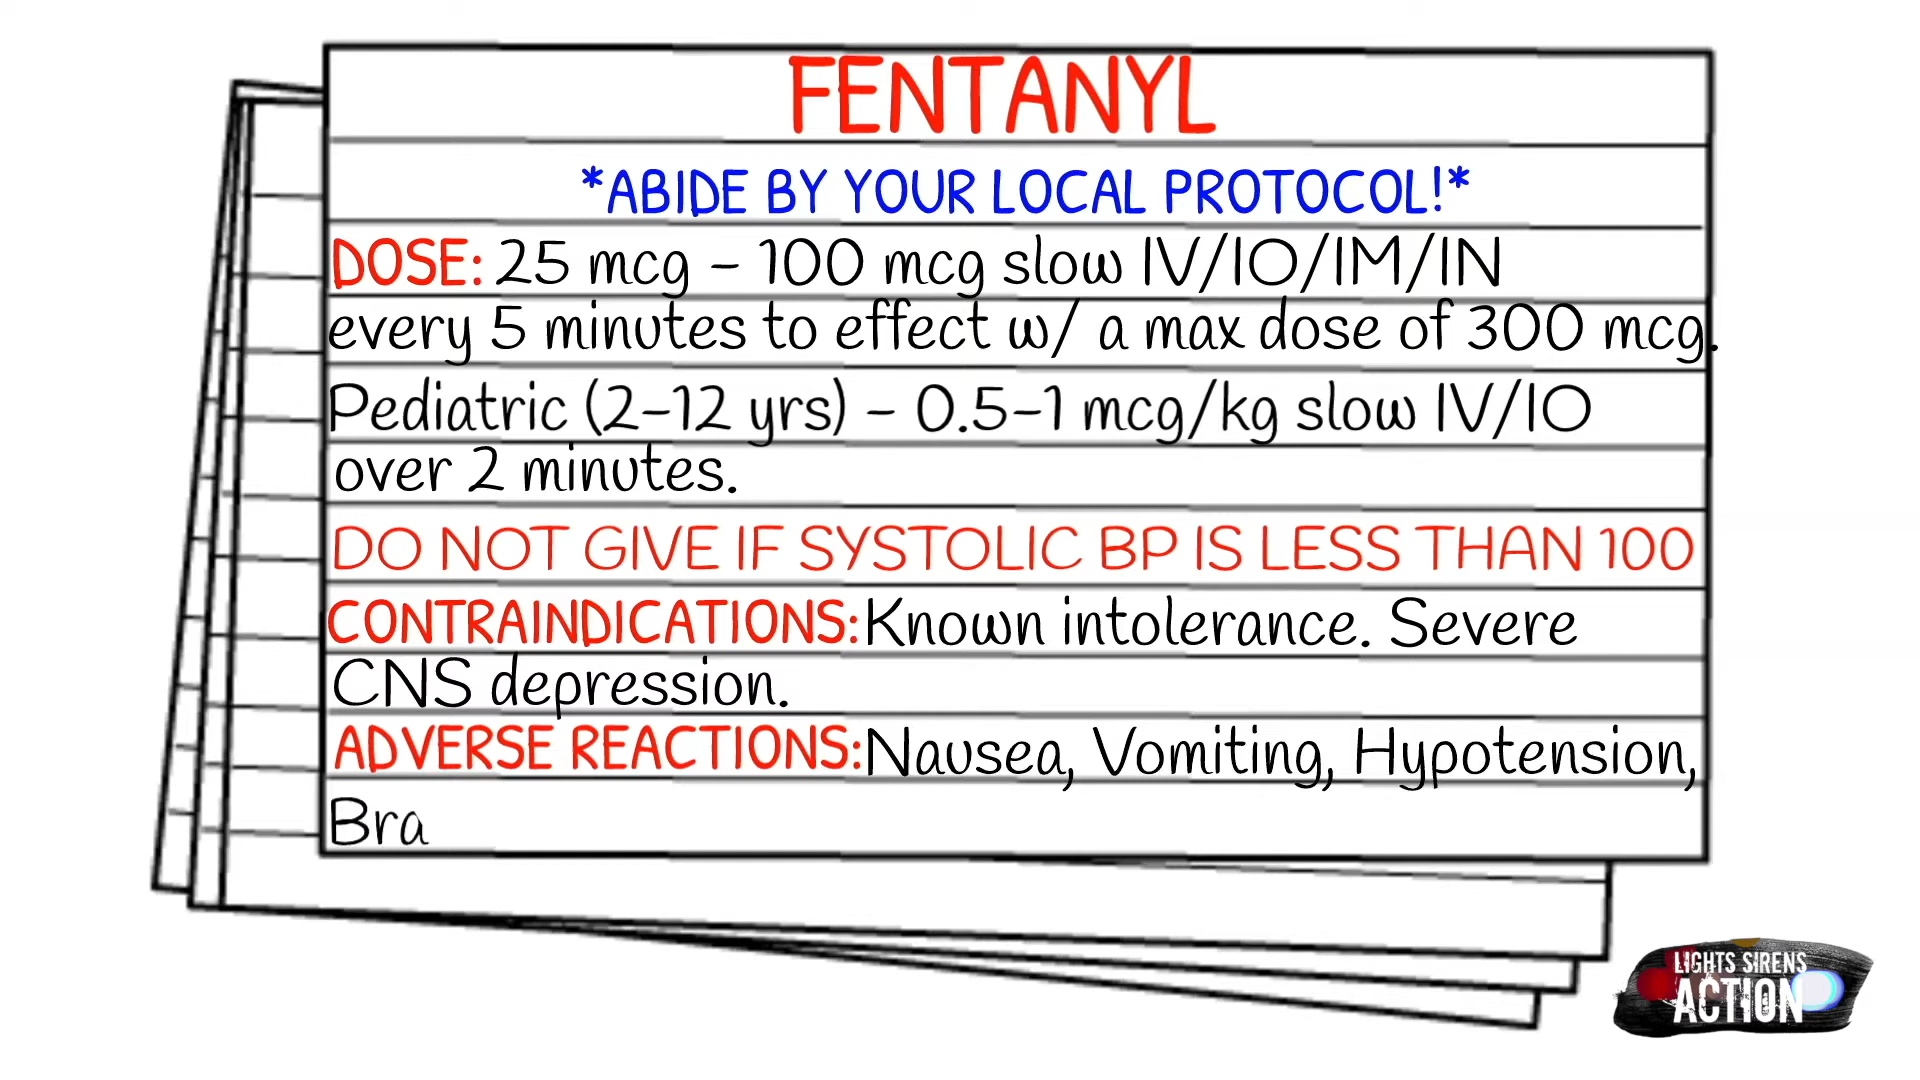 FENTANYL
*ABIDE BY YOUR LOCAL PROTOCOL!*
DOSE: 25 mcg - 100 mcg slow IV/IO/IM/IN
every 5 minutes to effect w/ a max dose of 300 mcg.
Pediatric (2-12 yrs) - 0.5-1 mcg/kg slow IV/IO
over 2 minutes.
DO NOT GIVE IF SYSTOLIC BP IS LESS THAN 100
CONTRAINDICATIONS: Known intolerance. Severe
CNS depression.
ADVERSE REACTIONS: Nausea, Vomiting, Hypotension,
Bra
LIGHTS SIRENS
ACTION